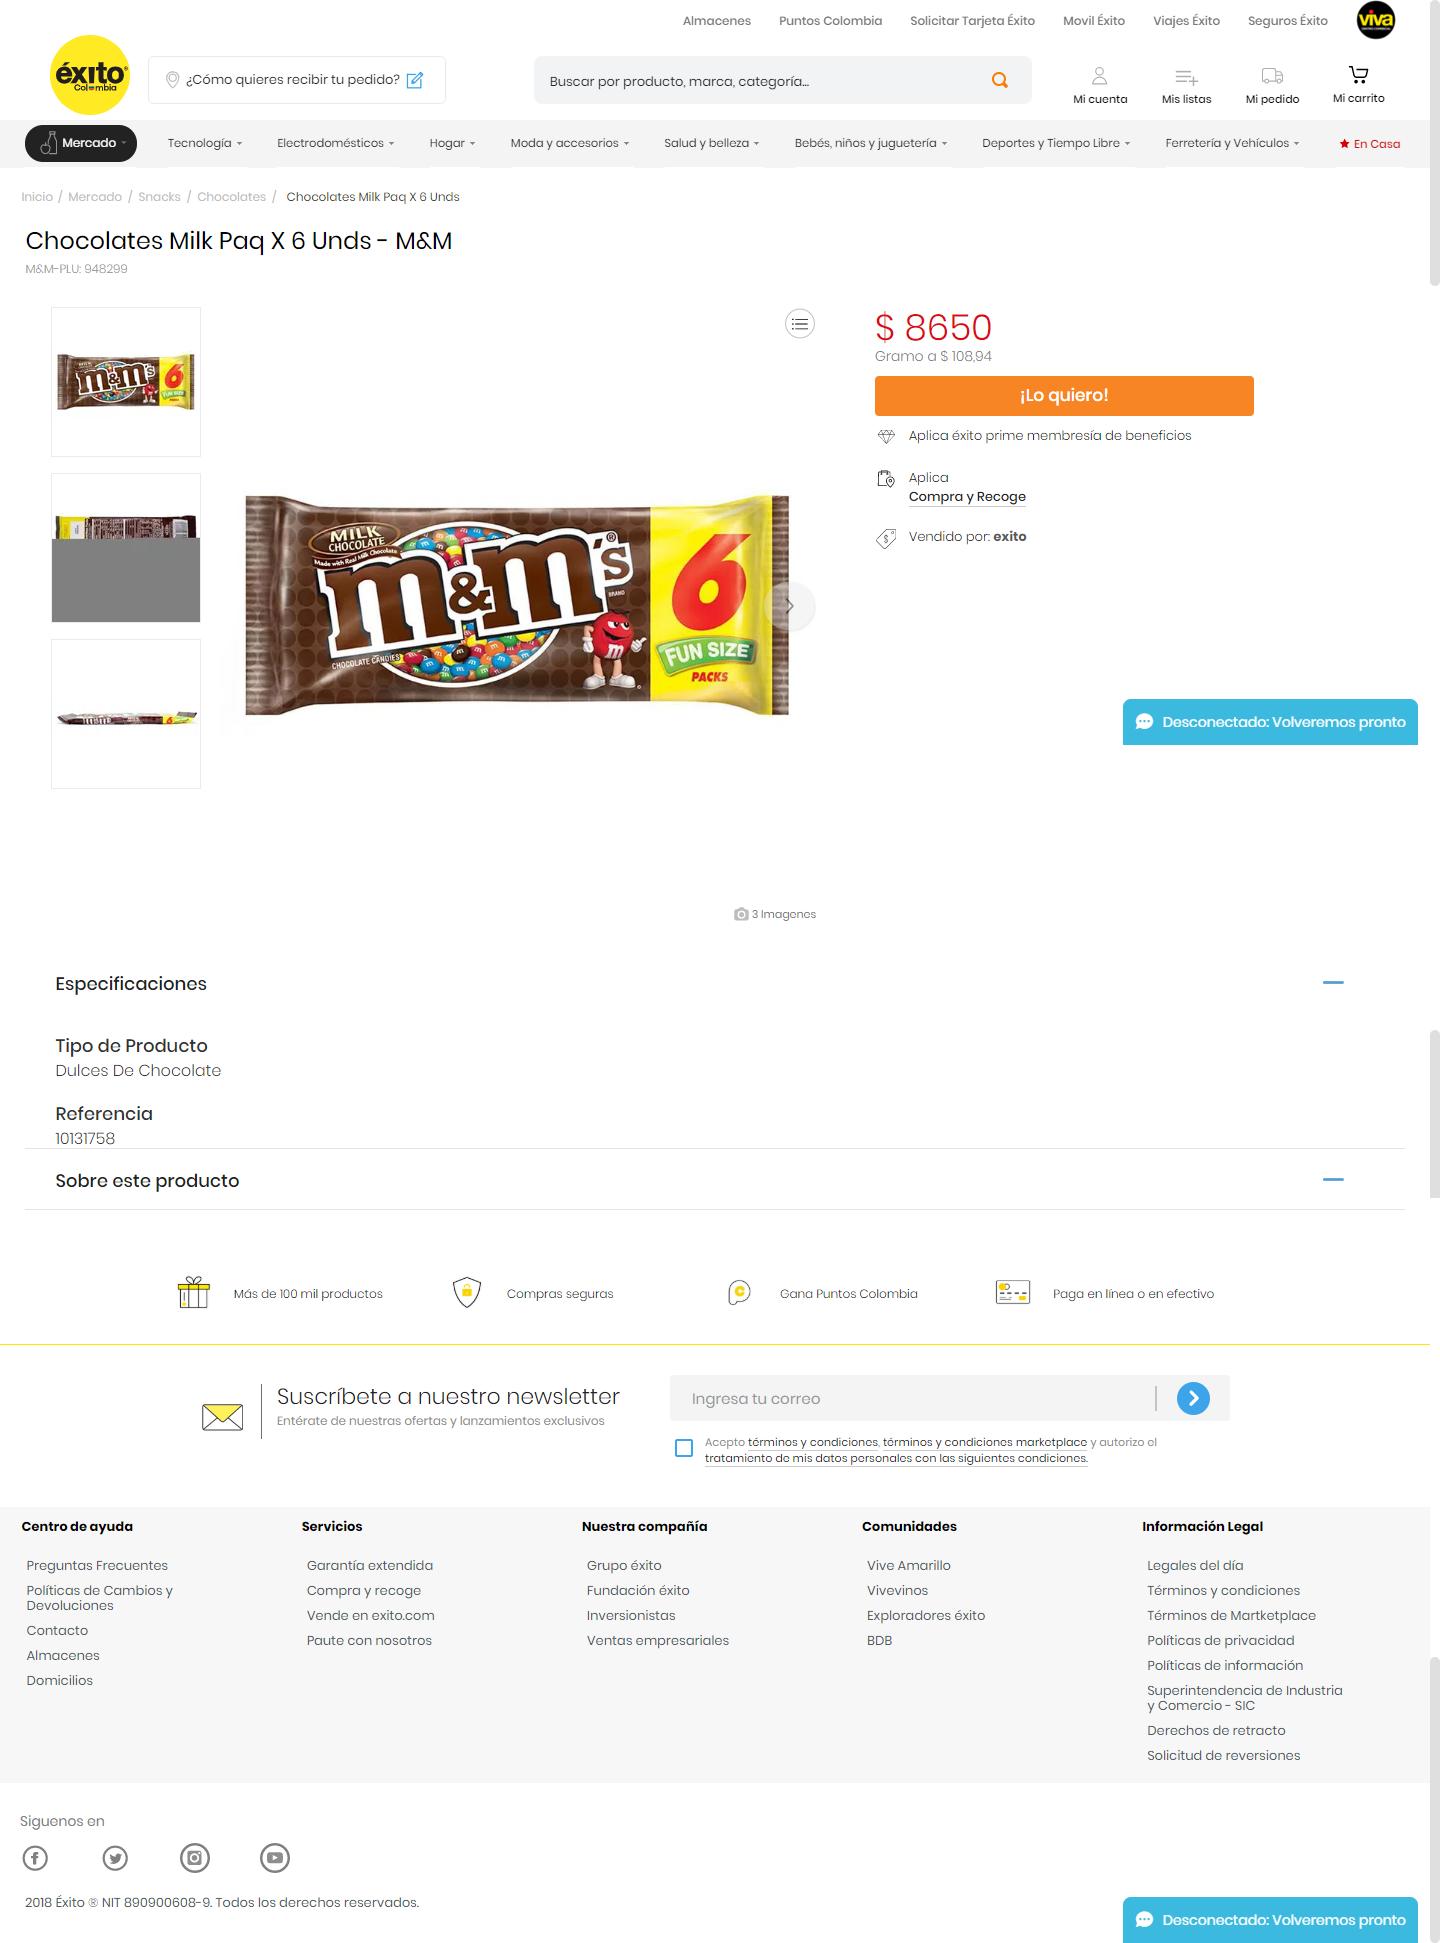 Almacenes Puntos Colombia Solicitar Tarjeta Éxito Movil Éxito Viajes Éxito Seguros Éxito viva
éxito
Colombia
¿Cómo quieres recibir tu pedido?
Buscar por producto, marca, categoría...
Mi cuenta Mis listas Mi pedido Mi carrito
Mercado Tecnología Electrodomésticos Hogar Moda y accesorios Salud y belleza Bebés, niños y juguetería Deportes y Tiempo Libre Ferretería y Vehículos En Casa
Inicio / Mercado / Snacks / Chocolates / Chocolates Milk Paq X 6 Unds
Chocolates Milk Paq X 6 Unds - M&M
M&M-PLU: 948299
m&m's 6 FUN SIZE
MILK CHOCOLATE
Made with Real Milk Chocolate
m&m's®
BRAND
CHOCOLATE CANDIES
6
FUN SIZE
PACKS
$ 8650
Gramo a $ 108,94
¡Lo quiero!
Aplica éxito prime membresía de beneficios
Aplica
Compra y Recoge
Vendido por: exito
Desconectado: Volveremos pronto
3 Imagenes
Especificaciones
Tipo de Producto
Dulces De Chocolate
Referencia
10131758
Sobre este producto
Más de 100 mil productos Compras seguras Gana Puntos Colombia Paga en línea o en efectivo
Suscríbete a nuestro newsletter
Entérate de nuestras ofertas y lanzamientos exclusivos
Ingresa tu correo
Acepto términos y condiciones, términos y condiciones marketplace y autorizo el
tratamiento de mis datos personales con las siguientes condiciones.
Centro de ayuda
Preguntas Frecuentes
Políticas de Cambios y
Devoluciones
Contacto
Almacenes
Domicilios
Servicios
Garantía extendida
Compra y recoge
Vende en exito.com
Paute con nosotros
Nuestra compañía
Grupo éxito
Fundación éxito
Inversionistas
Ventas empresariales
Comunidades
Vive Amarillo
Vivevinos
Exploradores éxito
BDB
Información Legal
Legales del día
Términos y condiciones
Términos de Martketplace
Políticas de privacidad
Políticas de información
Superintendencia de Industria
y Comercio - SIC
Derechos de retracto
Solicitud de reversiones
Siguenos en
2018 Éxito ® NIT 890900608-9. Todos los derechos reservados.
Desconectado: Volveremos pronto